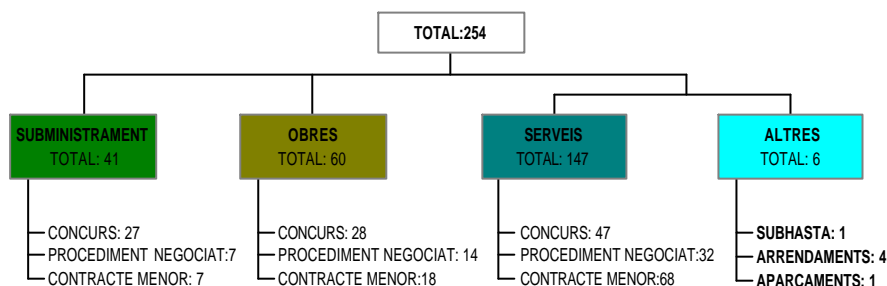 TOTAL:254
SUBMINISTRAMENT
TOTAL: 41
OBRES
TOTAL: 60
SERVEIS
TOTAL: 147
ALTRES
TOTAL: 6
CONCURS: 27
PROCEDIMENT NEGOCIAT:7
CONTRACTE MENOR: 7
CONCURS: 28
PROCEDIMENT NEGOCIAT: 14
CONTRACTE MENOR:18
CONCURS: 47
PROCEDIMENT NEGOCIAT:32
CONTRACTE MENOR:68
SUBHASTA: 1
ARRENDAMENTS: 4
APARCAMENTS: 1